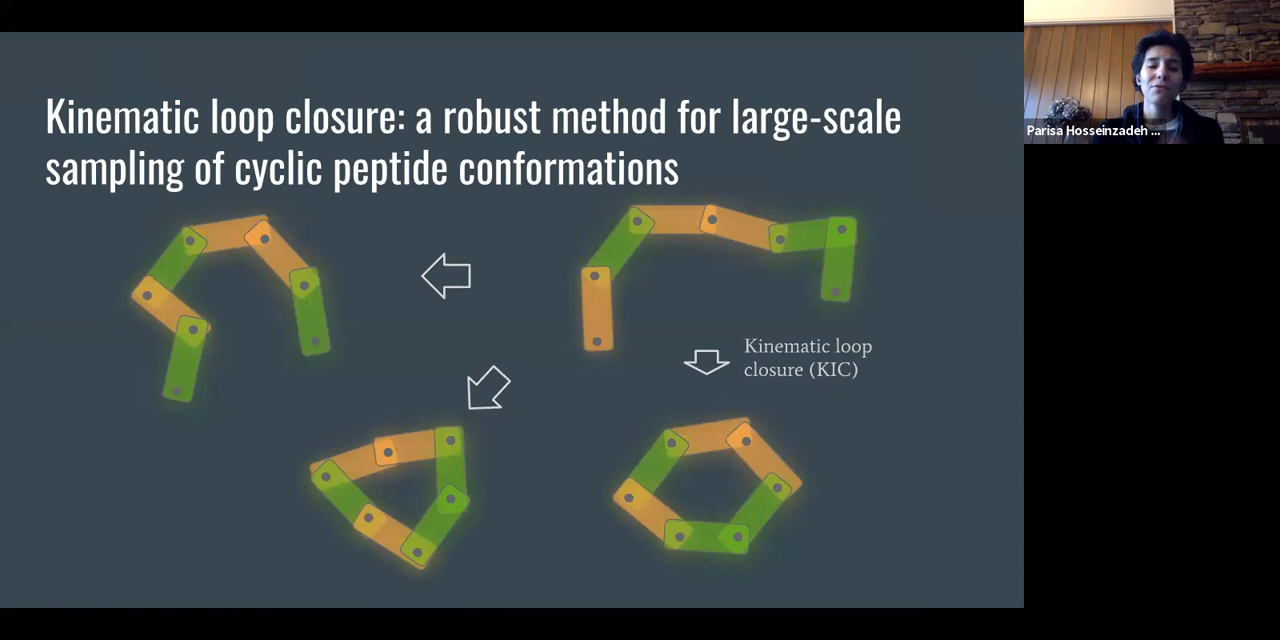 Kinematic loop closure: a robust method for large-scale
sampling of cyclic peptide conformations
Kinematic loop
closure (KIC)
Parisa Hosseinzadeh ...